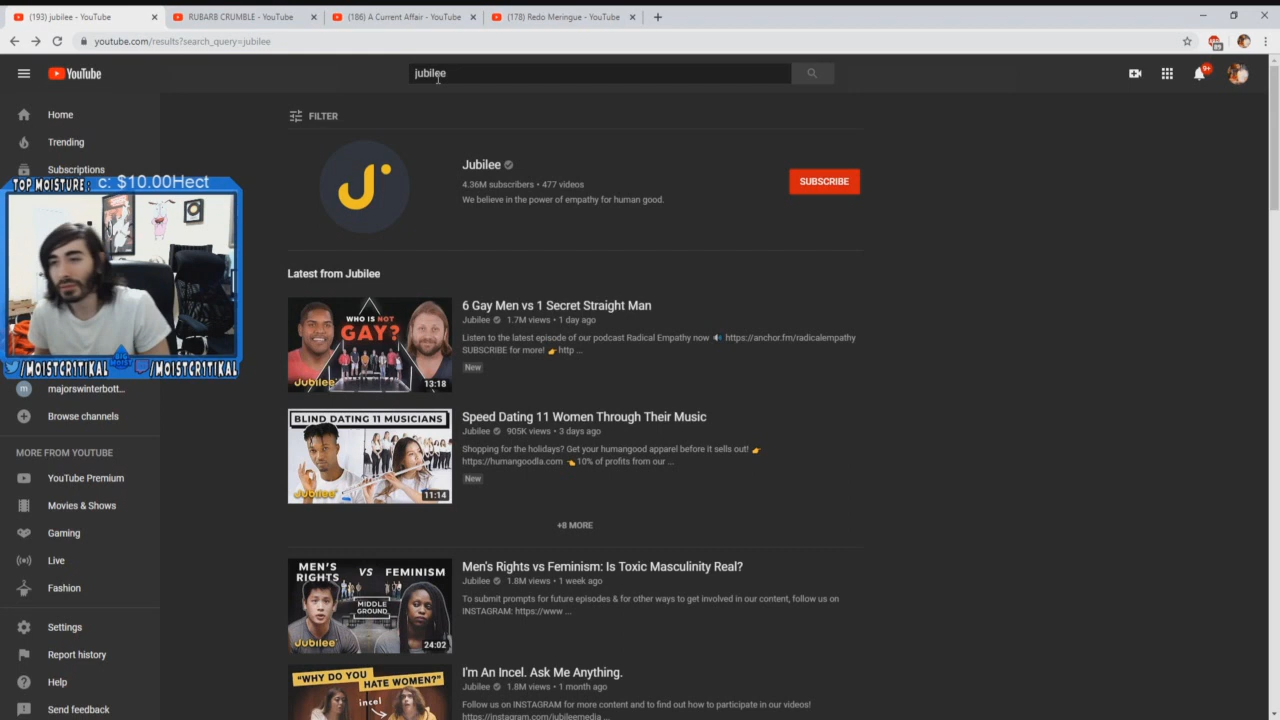 (193) jubilee - YouTube
RUBARB CRUMBLE - YouTube
(186) A Current Affair - YouTube
(178) Redo Meringue - YouTube
youtube.com/results?search_query=jubilee
YouTube
jubilee
9+
Home
Trending
Subscriptions
TOP MOISTURE: c: $10.00Hect
BIG MOIST
/MOISTCR1TIKAL
/MOISTCR1TIKAL
m majorswinterbott...
Browse channels
MORE FROM YOUTUBE
YouTube Premium
Movies & Shows
Gaming
Live
Fashion
Settings
Report history
Help
Send feedback
FILTER
Jubilee
4.36M subscribers • 477 videos
We believe in the power of empathy for human good.
SUBSCRIBE
Latest from Jubilee
WHO IS NOT
GAY?
Jubilee
13:18
6 Gay Men vs 1 Secret Straight Man
Jubilee 1.7M views • 1 day ago
Listen to the latest episode of our podcast Radical Empathy now 🔊 https://anchor.fm/radicalempathy
SUBSCRIBE for more! 👉http ...
New
BLIND DATING 11 MUSICIANS
Jubilee
11:14
Speed Dating 11 Women Through Their Music
Jubilee 905K views • 3 days ago
Shopping for the holidays? Get your humangood apparel before it sells out! 👉
https://humangoodla.com 👈10% of profits from our ...
New
+8 MORE
MEN'S RIGHTS VS FEMINISM
MIDDLE GROUND
Jubilee
24:02
Men's Rights vs Feminism: Is Toxic Masculinity Real?
Jubilee 1.8M views • 1 week ago
To submit prompts for future episodes & for other ways to get involved in our content, follow us on
INSTAGRAM: https://www ...
"WHY DO YOU
HATE WOMEN?"
incel
I'm An Incel. Ask Me Anything.
Jubilee 1.8M views • 1 month ago
Follow us on INSTAGRAM for more content and to find out how to participate in our videos!
https://instagram.com/jubileemedia ...